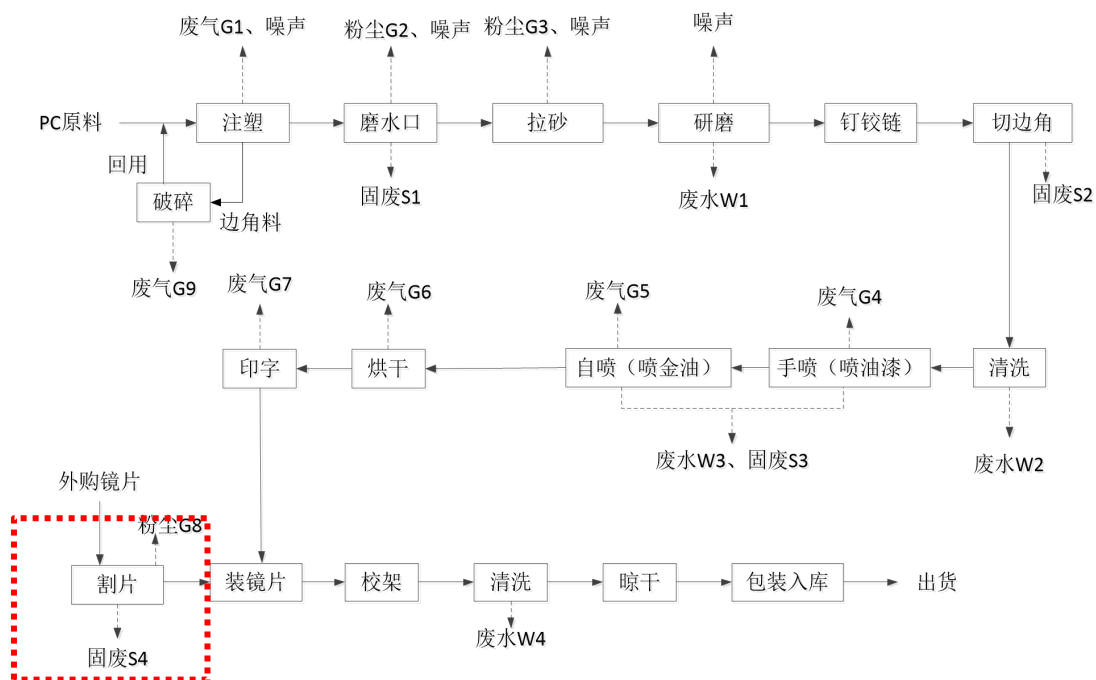 废气G1、噪声
粉尘G2、噪声
粉尘G3、噪声
噪声
PC原料
注塑
磨水口
拉砂
研磨
钉铰链
切边角
回用
破碎
边角料
固废S1
废水W1
固废S2
废气G9
废气G7
废气G6
废气G5
废气G4
印字
烘干
自喷（喷金油）
手喷（喷油漆）
清洗
废水W3、固废S3
废水W2
外购镜片
粉尘G8
割片
装镜片
校架
清洗
晾干
包装入库
出货
固废S4
废水W4